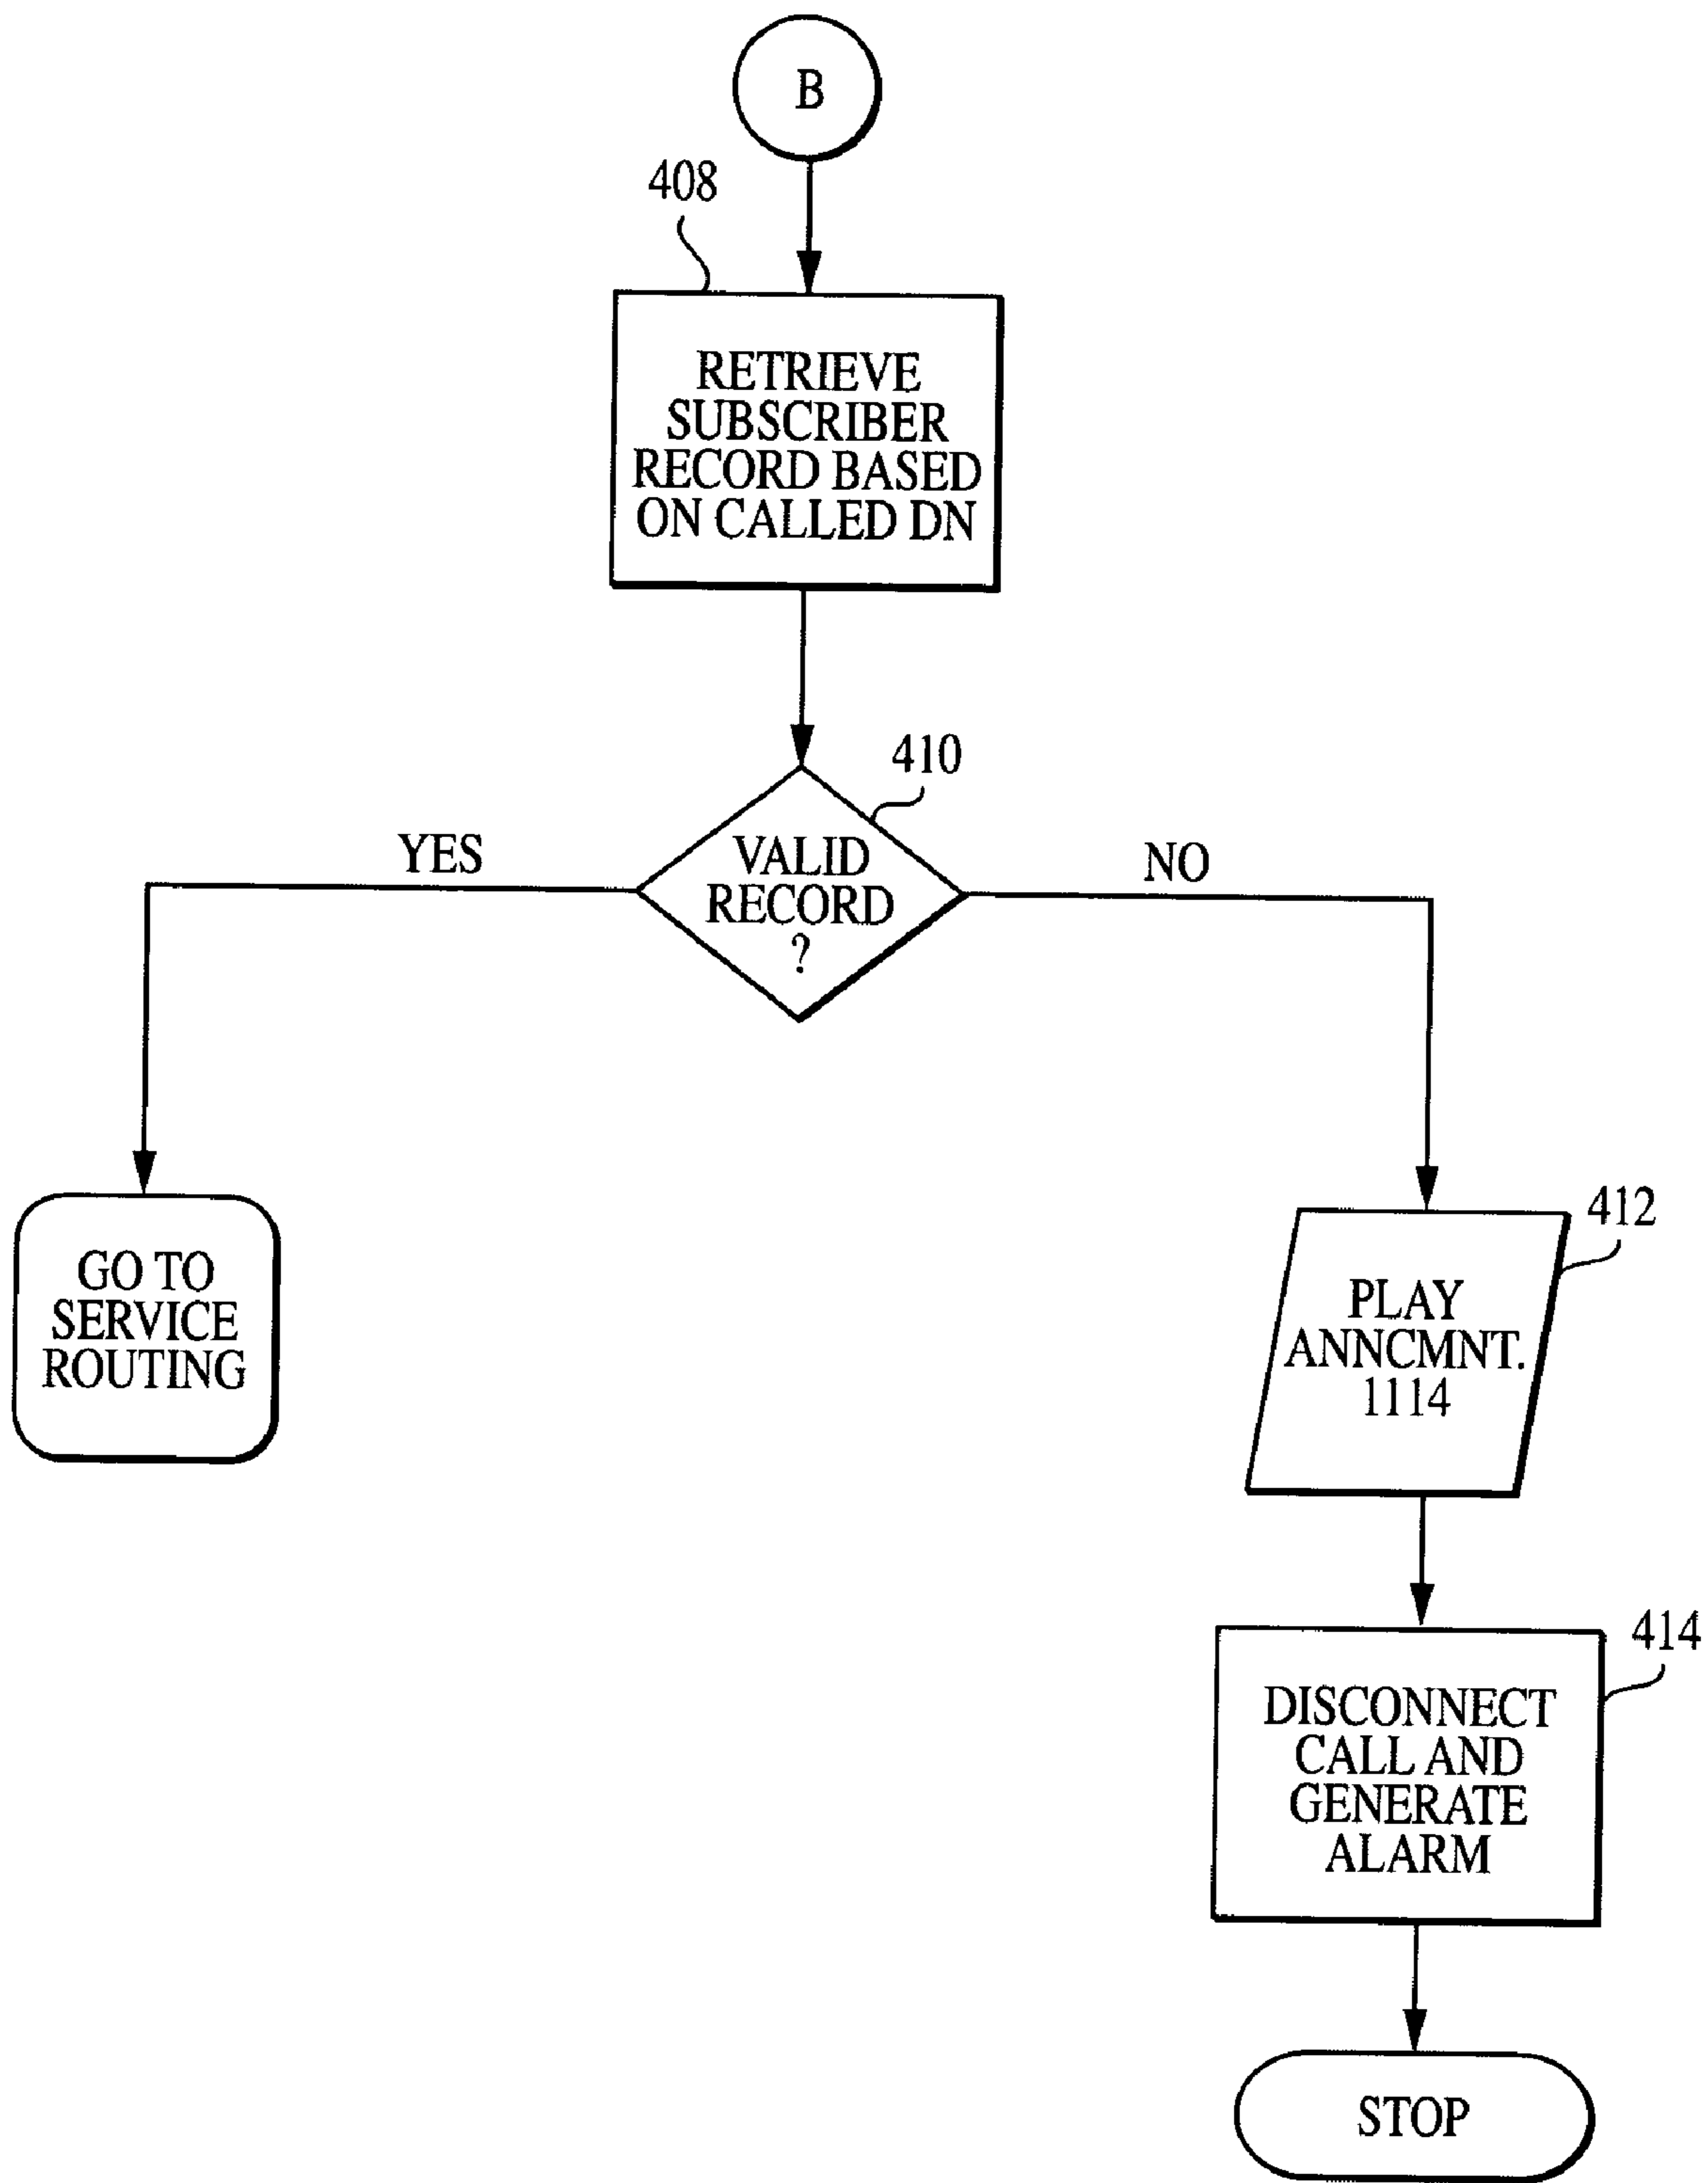 B
408
RETRIEVE
SUBSCRIBER
RECORD BASED
ON CALLED DN
410
YES
VALID
RECORD
?
NO
GO TO
SERVICE
ROUTING
412
PLAY
ANNCMNT.
1114
414
DISCONNECT
CALL AND
GENERATE
ALARM
STOP